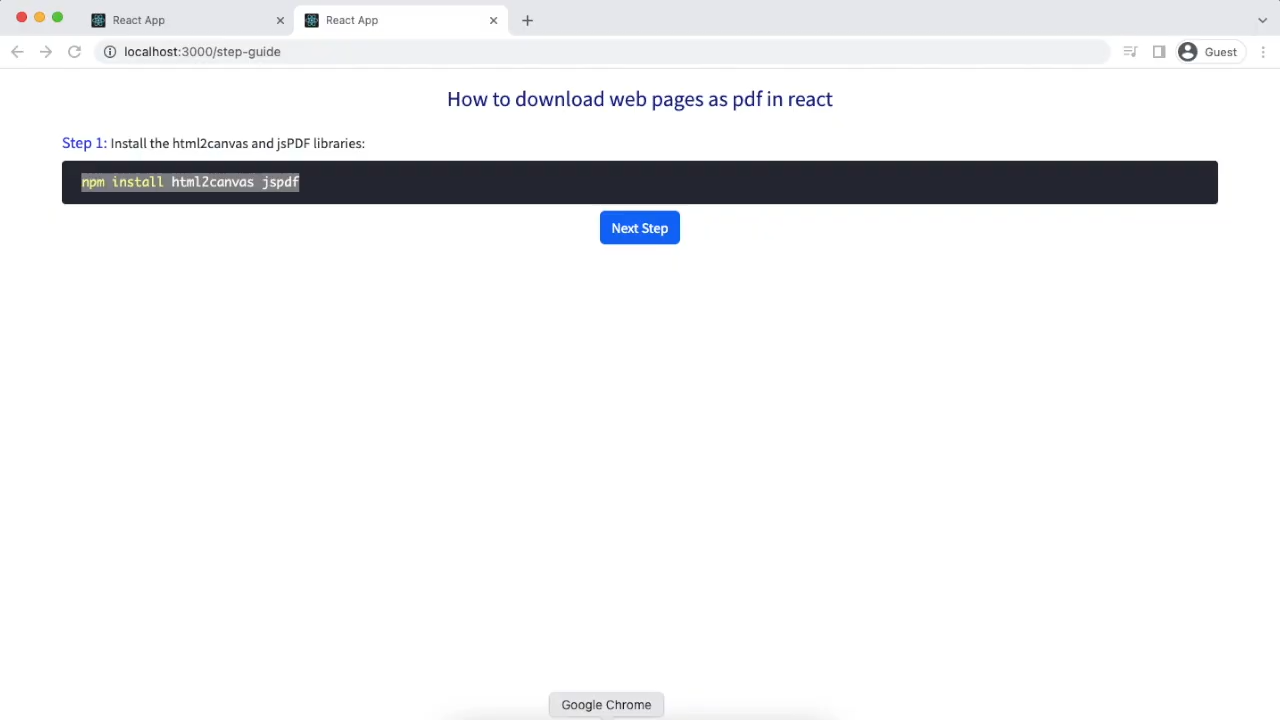 React App
React App
localhost:3000/step-guide
Guest
How to download web pages as pdf in react
Step 1: Install the html2canvas and jsPDF libraries:
npm install html2canvas jspdf
Next Step
Google Chrome